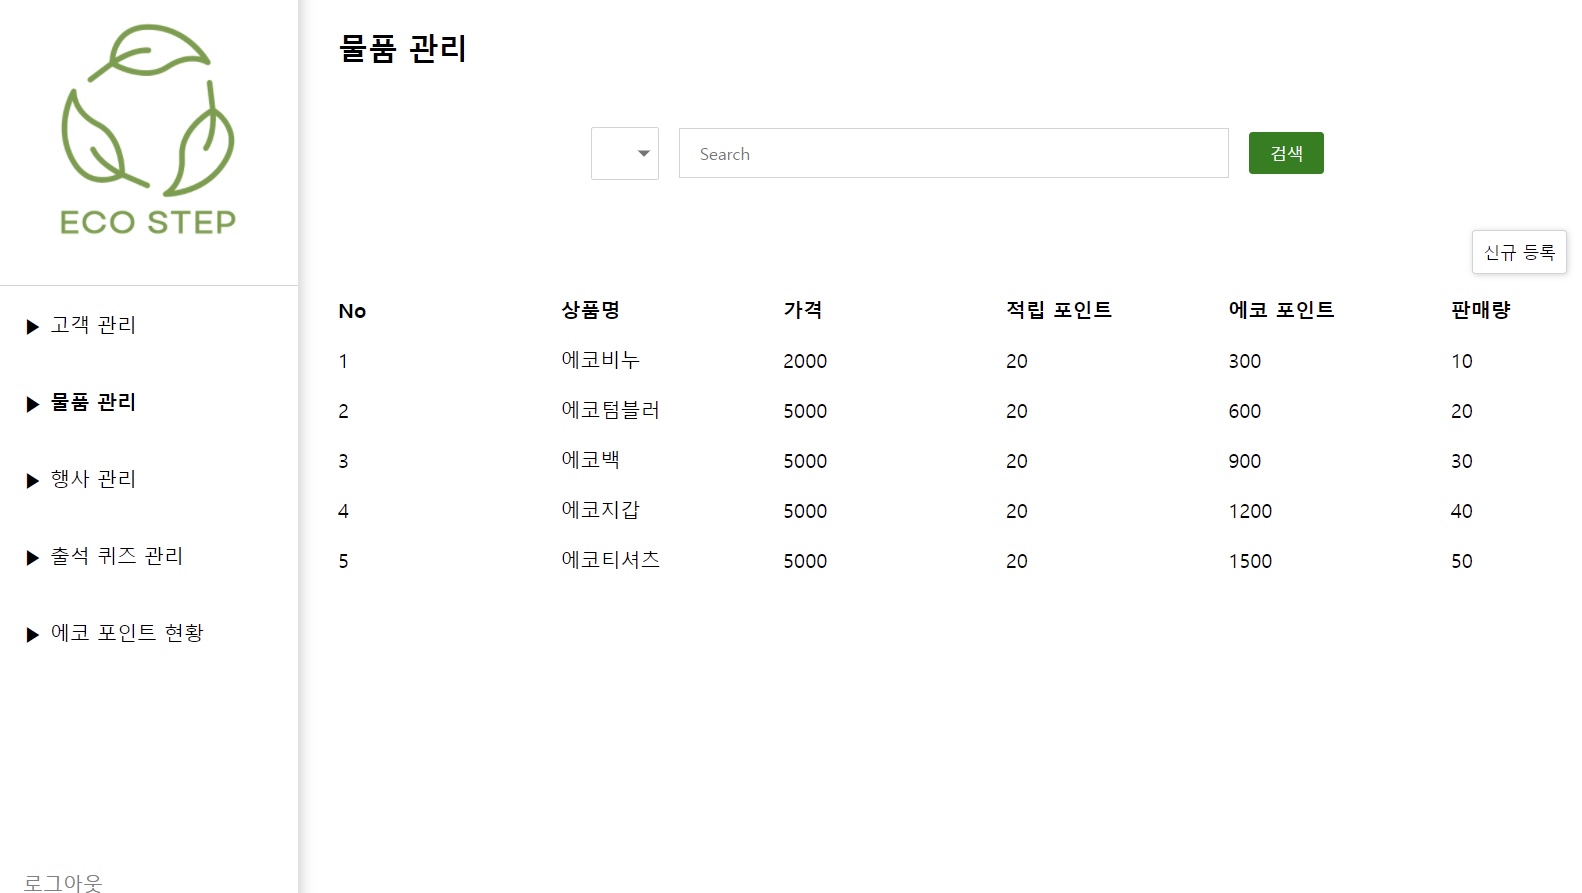 ECO STEP
▶ 고객 관리
▶ 물품 관리
▶ 행사 관리
▶ 출석 퀴즈 관리
▶ 에코 포인트 현황
로그아웃
물품 관리
Search 검색
신규 등록
No 상품명 가격 적립 포인트 에코 포인트 판매량
1 에코비누 2000 20 300 10
2 에코텀블러 5000 20 600 20
3 에코백 5000 20 900 30
4 에코지갑 5000 20 1200 40
5 에코티셔츠 5000 20 1500 50